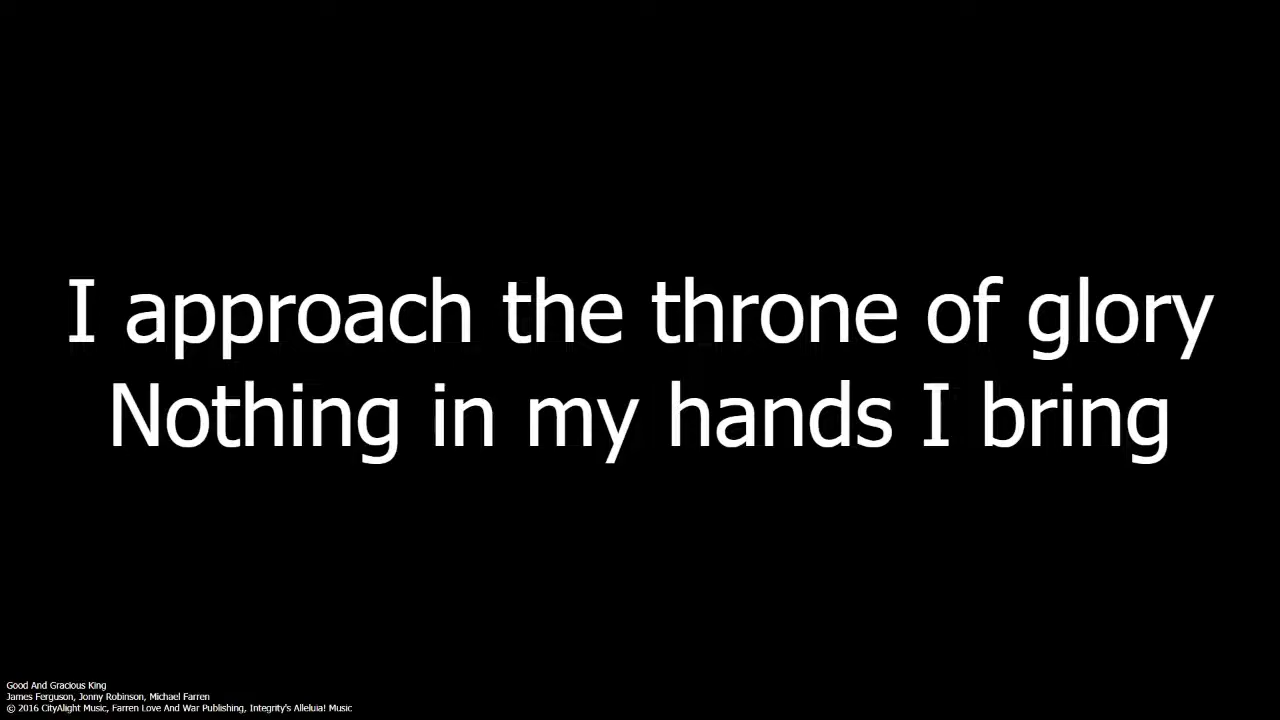 I approach the throne of glory
Nothing in my hands I bring
Good And Gracious King
James Ferguson, Jonny Robinson, Michael Farren
© 2016 CityAlight Music, Farren Love And War Publishing, Integrity's Alleluia! Music